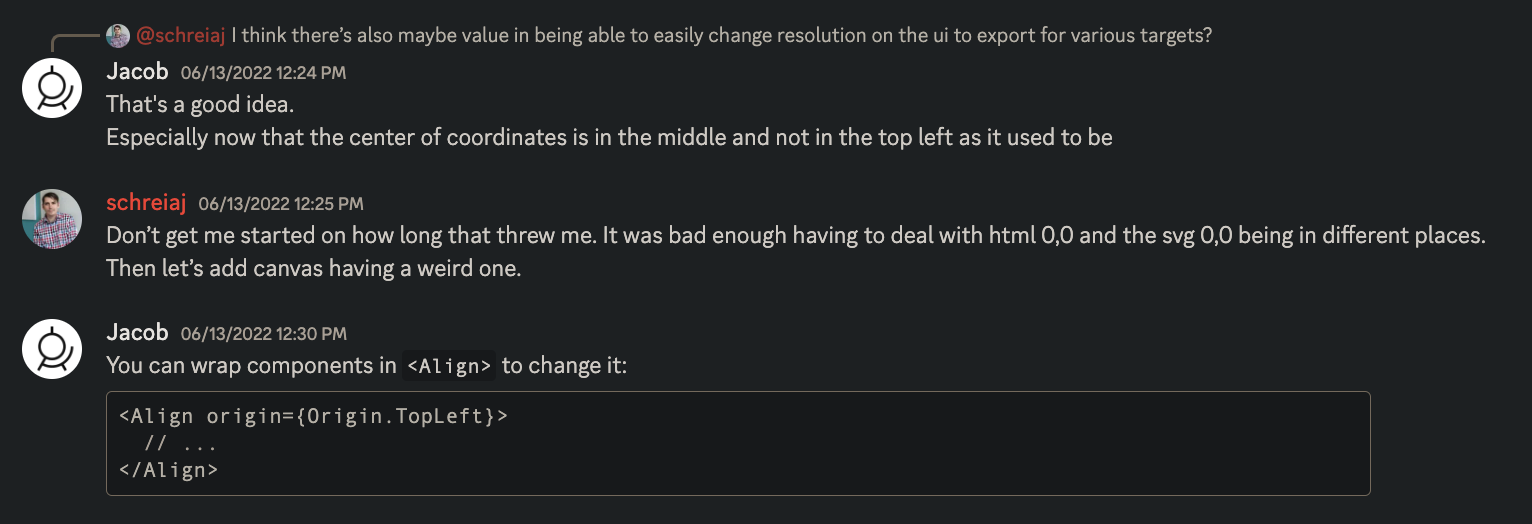 @schreiaj I think there’s also maybe value in being able to easily change resolution on the ui to export for various targets?
Jacob 06/13/2022 12:24 PM
That's a good idea.
Especially now that the center of coordinates is in the middle and not in the top left as it used to be
schreiaj 06/13/2022 12:25 PM
Don’t get me started on how long that threw me. It was bad enough having to deal with html 0,0 and the svg 0,0 being in different places.
Then let’s add canvas having a weird one.
Jacob 06/13/2022 12:30 PM
You can wrap components in <Align> to change it:
<Align origin={Origin.TopLeft}>
  // ...
</Align>